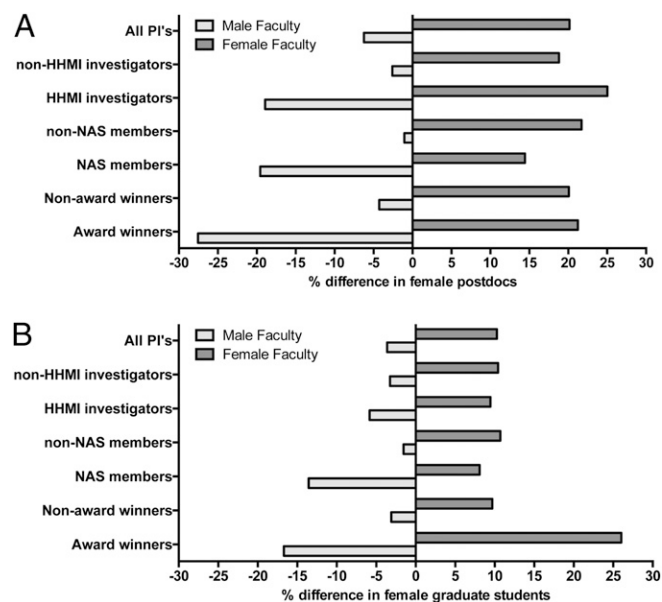 A
Male Faculty
Female Faculty
All PI's
non-HHMI investigators
HHMI investigators
non-NAS members
NAS members
Non-award winners
Award winners
-30 -25 -20 -15 -10 -5 0 5 10 15 20 25 30
% difference in female postdocs
B
Male Faculty
Female Faculty
All PI's
non-HHMI investigators
HHMI investigators
non-NAS members
NAS members
Non-award winners
Award winners
-30 -25 -20 -15 -10 -5 0 5 10 15 20 25 30
% difference in female graduate students